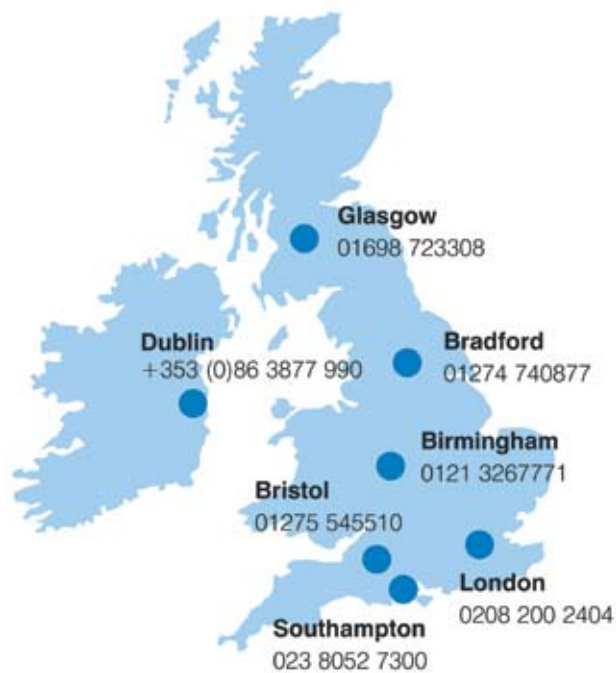 Glasgow
01698 723308
Dublin
+353 (0)86 3877 990
Bradford
01274 740877
Birmingham
0121 3267771
Bristol
01275 545510
London
0208 200 2404
Southampton
023 8052 7300